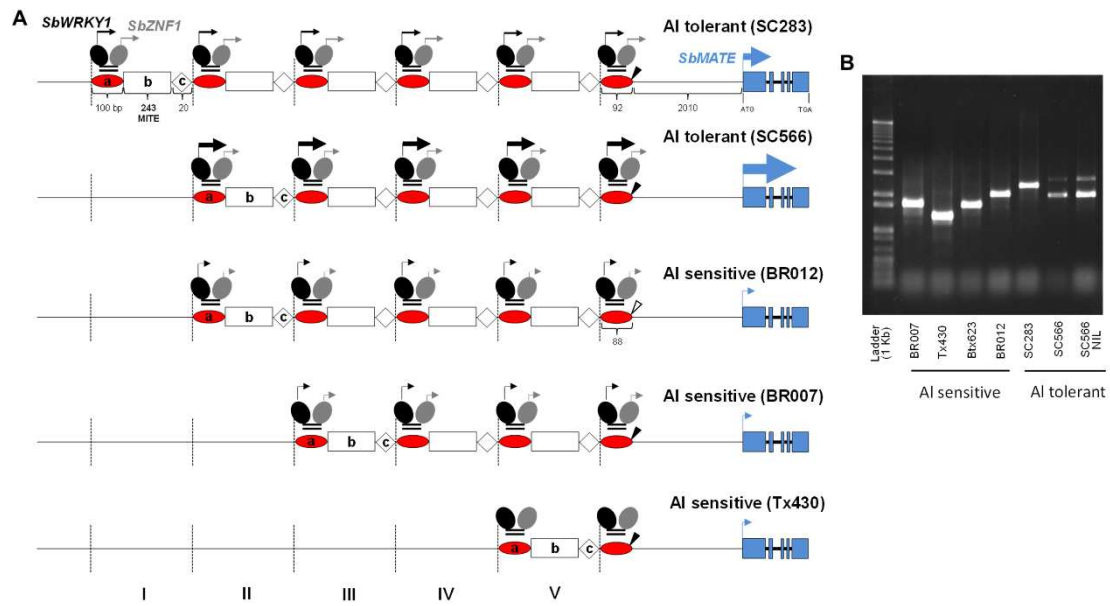 A
SbWRKY1 SbZNF1
Al tolerant (SC283)
SbMATE
a b c
100 bp 243 20 92 2010 ATG TGA
MITE
Al tolerant (SC566)
a b c
Al sensitive (BR012)
a b c
88
Al sensitive (BR007)
a b c
Al sensitive (Tx430)
a b c
I II III IV V
B
Ladder
(1 Kb)
BR007
Tx430
Btx623
BR012
SC283
SC566
SC566
NIL
Al sensitive Al tolerant